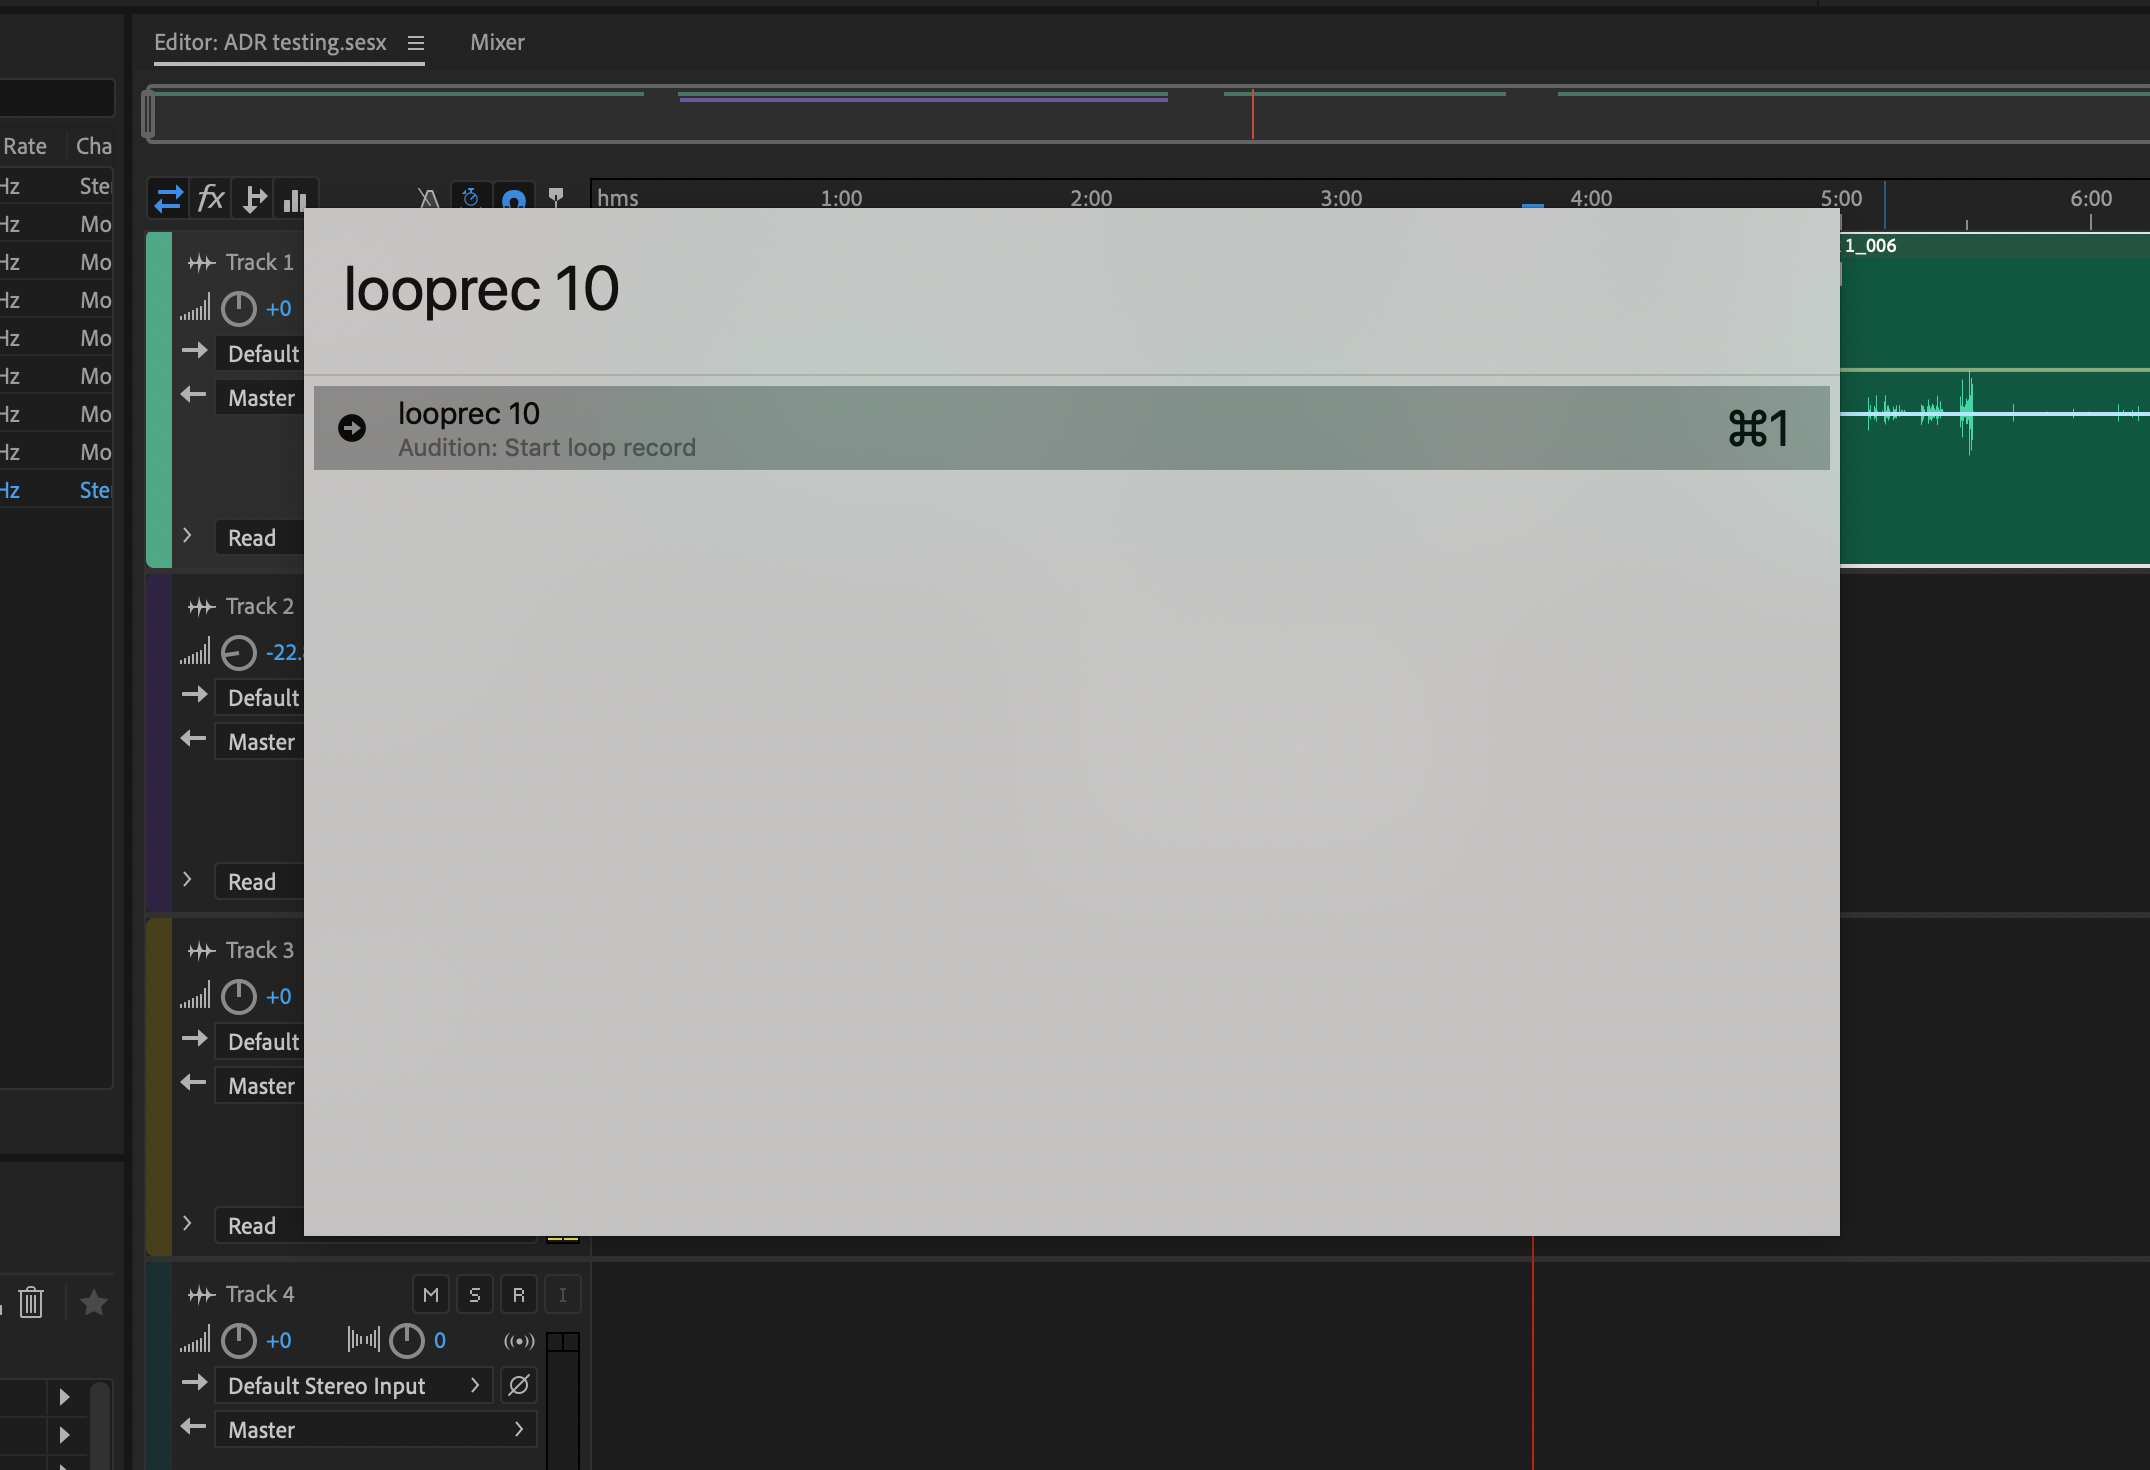 Editor: ADR testing.sesx
Mixer
Rate Cha
Hz Ste
Hz Mo
Hz Mo
Hz Mo
Hz Mo
Hz Mo
Hz Mo
Hz Mo
Hz Ste
fx
hms 1:00 2:00 3:00 4:00 5:00 6:00
1_006
looprec 10
looprec 10
Audition: Start loop record
⌘1
Track 1
+0
Default
Master
Read
Track 2
-22.
Default
Master
Read
Track 3
+0
Default
Master
Read
Track 4 M S R I
+0 0
Default Stereo Input
Master